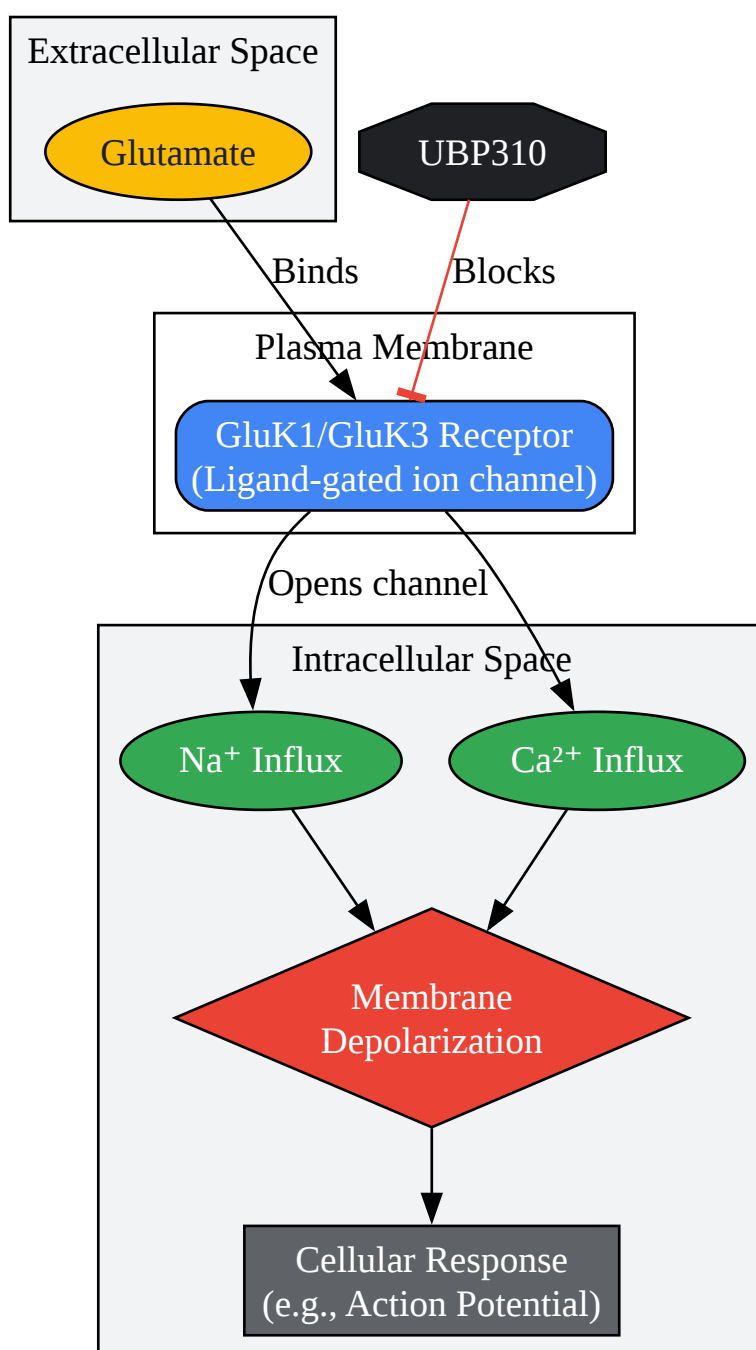 Extracellular Space
Glutamate
UBP310
Binds
Blocks
Plasma Membrane
GluK1/GluK3 Receptor
(Ligand-gated ion channel)
Opens channel
Intracellular Space
Na⁺ Influx
Ca²⁺ Influx
Membrane
Depolarization
Cellular Response
(e.g., Action Potential)